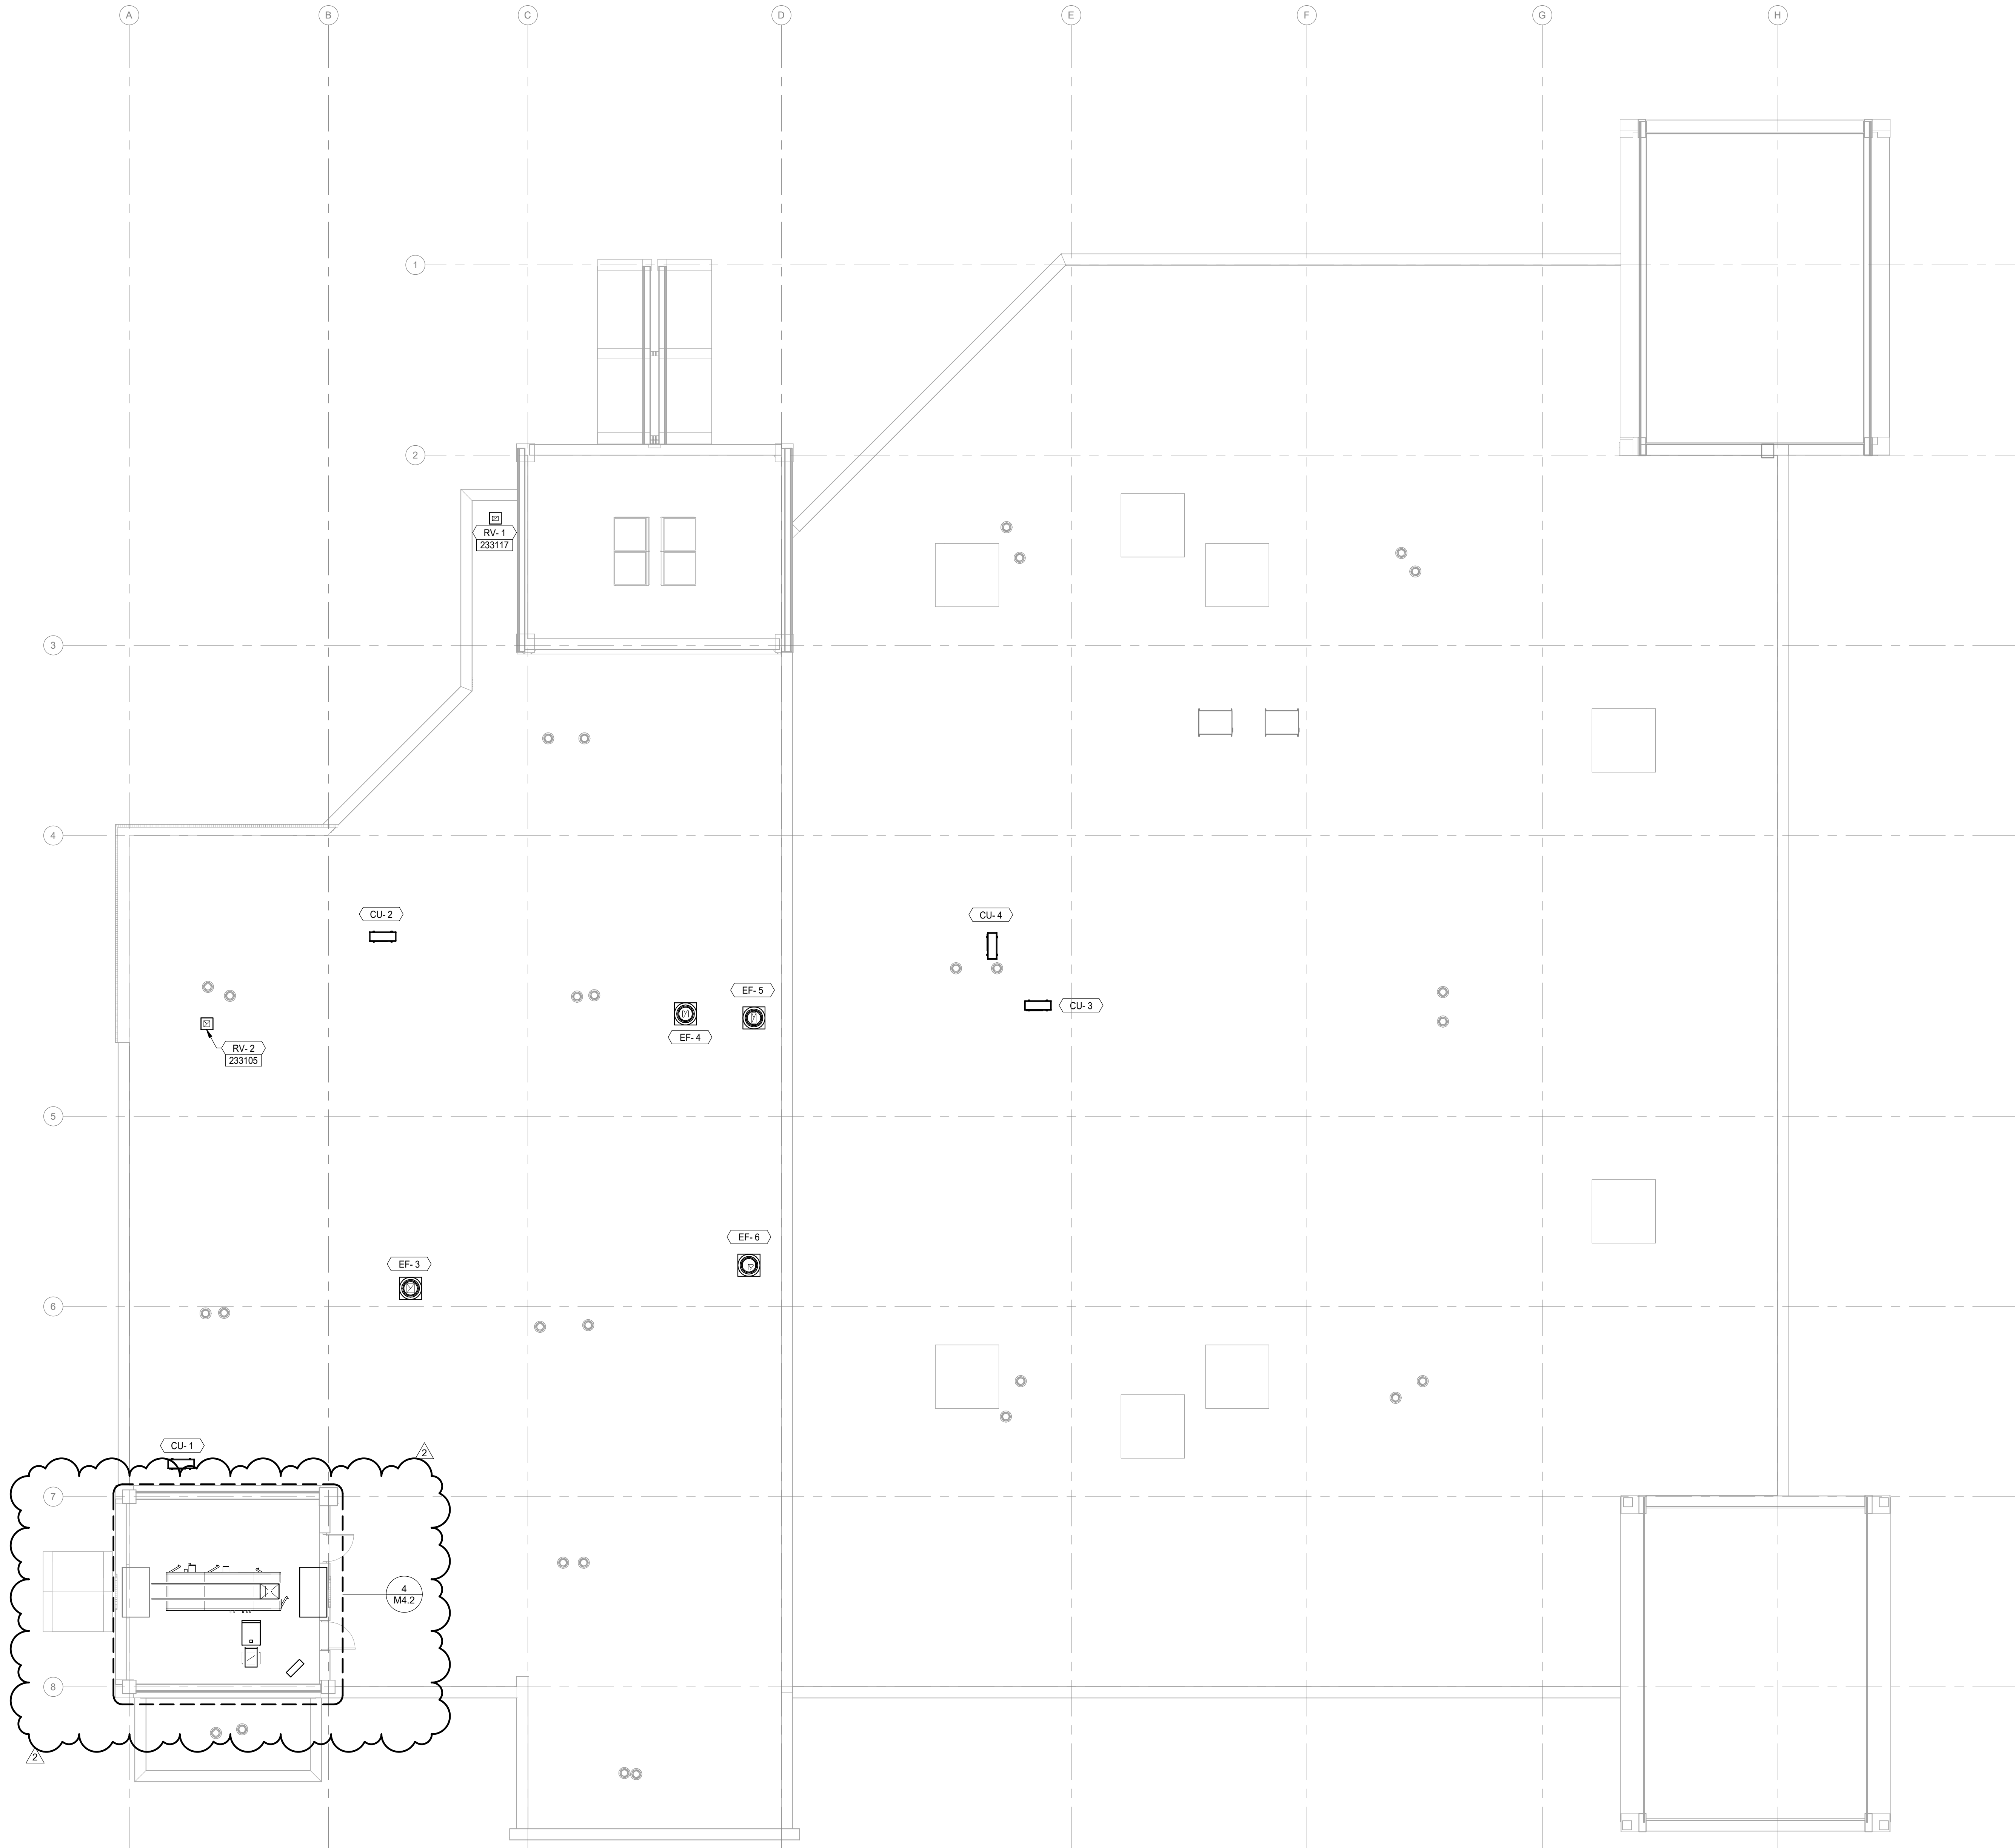 A
B
C
D
E
F
G
H
1
2
RV- 1
233117
3
4
CU- 2
CU- 4
EF- 5
CU- 3
EF- 4
RV- 2
233105
5
EF- 6
EF- 3
6
CU- 1
2
7
4
M4.2
8
2